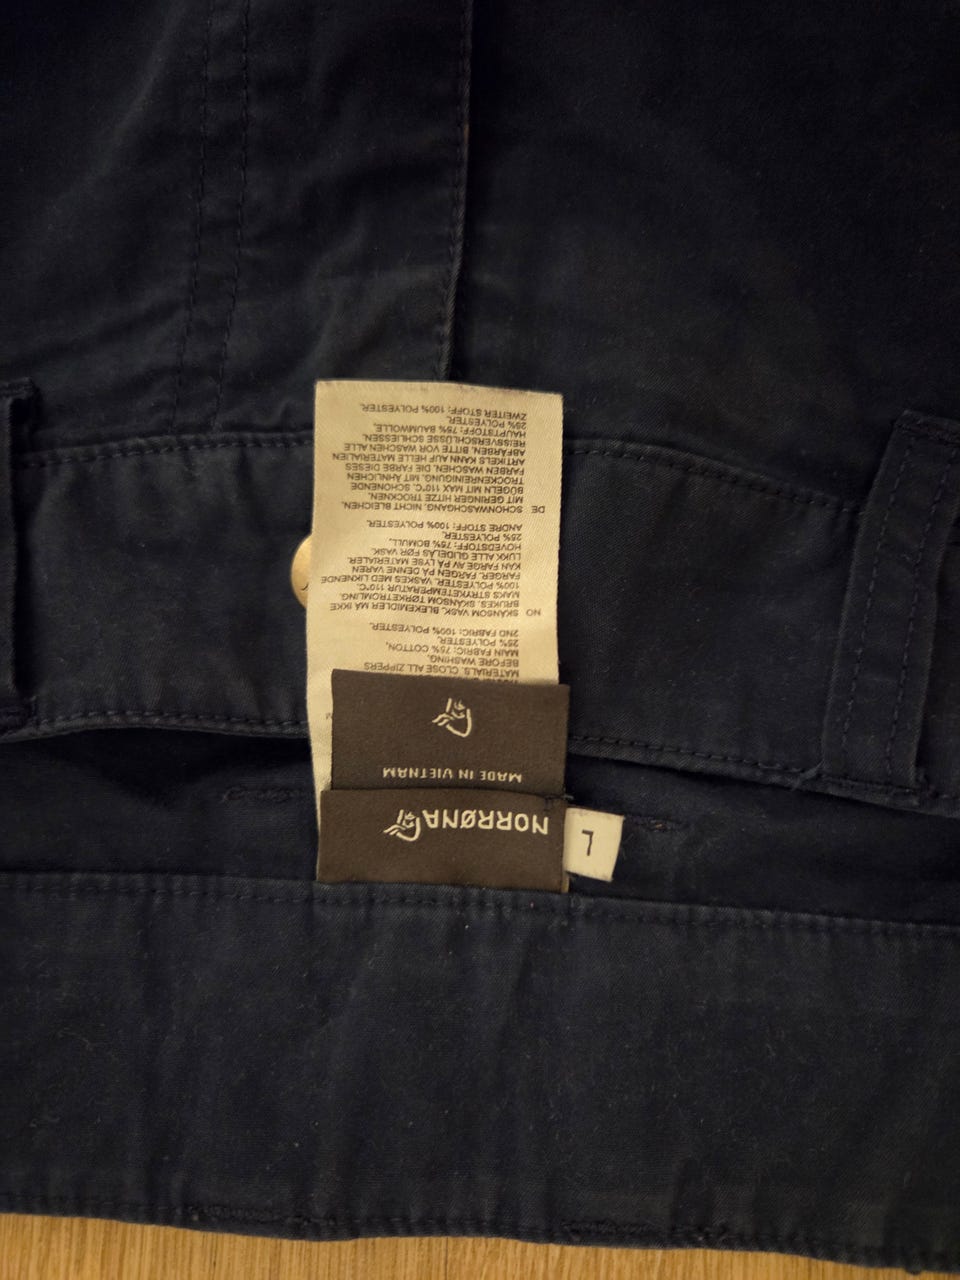 L
NORRØNA
MADE IN VIETNAM
MATERIALS. CLOSE ALL ZIPPERS
BEFORE WASHING.
MAIN FABRIC: 75% COTTON,
25% POLYESTER.
2ND FABRIC: 100% POLYESTER.
NO SKÅNSOM VASK. BLEKEMIDLER MÅ IKKE
BRUKES. SKÅNSOM TØRKETROMLING.
MAKS STRYKETEMPERATUR 110°C.
100% POLYESTER. VASKES MED LIKNENDE
FARGER. FARGEN PÅ DENNE VAREN
KAN FARGE AV PÅ LYSE MATERIALER.
LUKK ALLE GLIDELÅS FØR VASK.
HOVEDSTOFF: 75% BOMULL.
25% POLYESTER.
ANDRE STOFF: 100% POLYESTER.
DE SCHONWASCHGANG. NICHT BLEICHEN.
MIT GERINGER HITZE TROCKNEN.
BÜGELN MIT MAX 110°C. SCHONENDE
TROCKENREINIGUNG. MIT ÄHNLICHEN
FARBEN WASCHEN. DIE FARBE DIESES
ARTIKELS KANN AUF HELLE MATERIALIEN
ABFÄRBEN. BITTE VOR WASCHEN ALLE
REISSVERSCHLÜSSE SCHLIESSEN.
HAUPTSTOFF: 75% BAUMWOLLE.
25% POLYESTER.
ZWEITER STOFF: 100% POLYESTER.